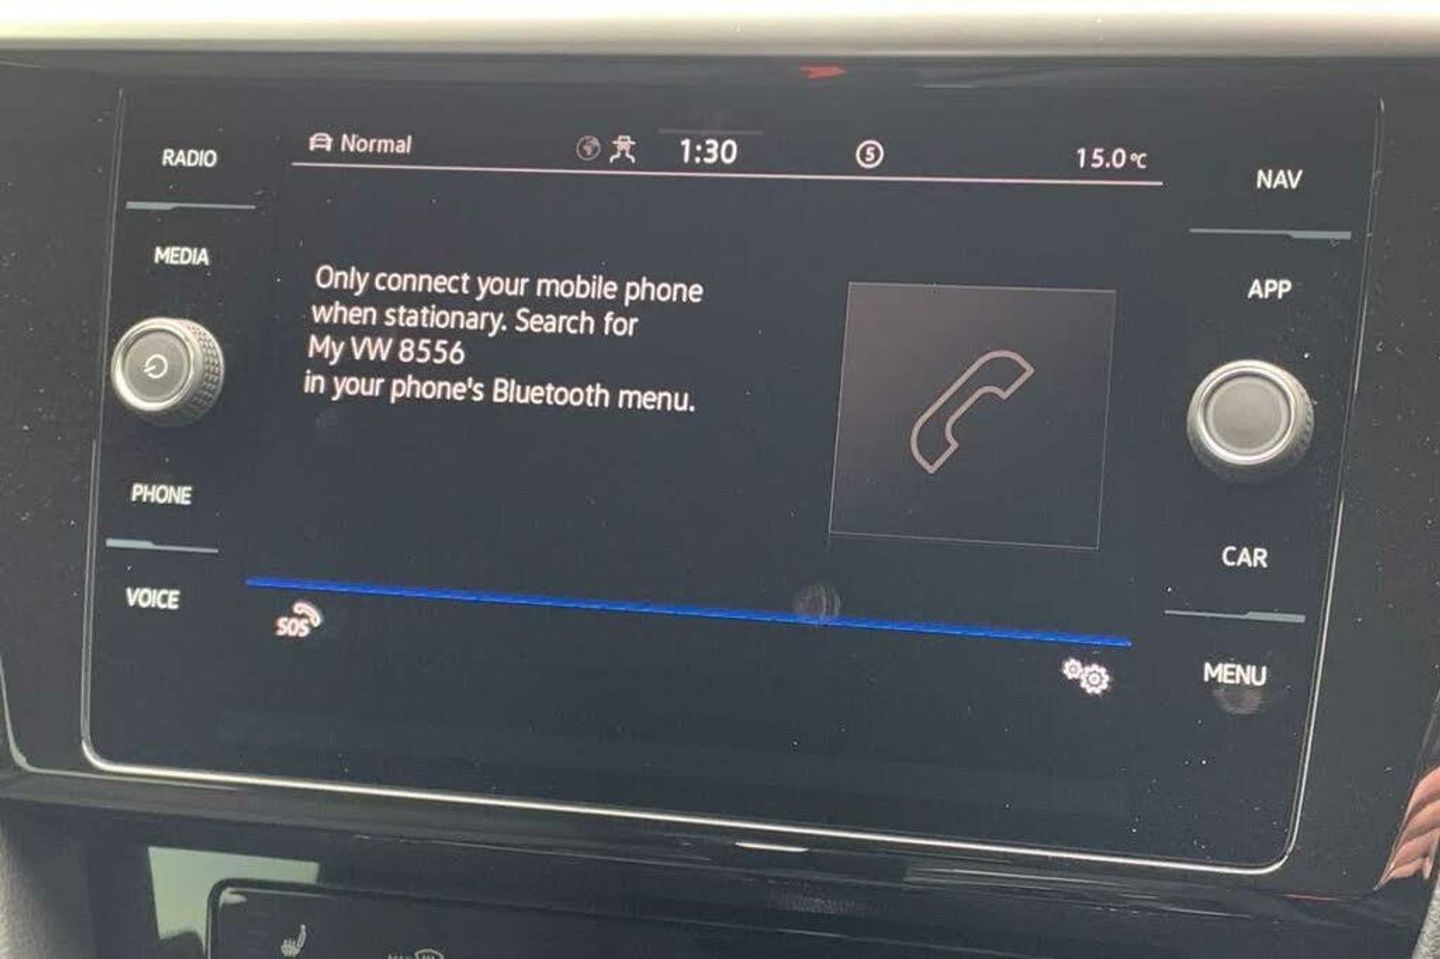 RADIO
MEDIA
PHONE
VOICE
Normal
1:30
5
15.0°C
Only connect your mobile phone
when stationary. Search for
My VW 8556
in your phone's Bluetooth menu.
SOS
NAV
APP
CAR
MENU